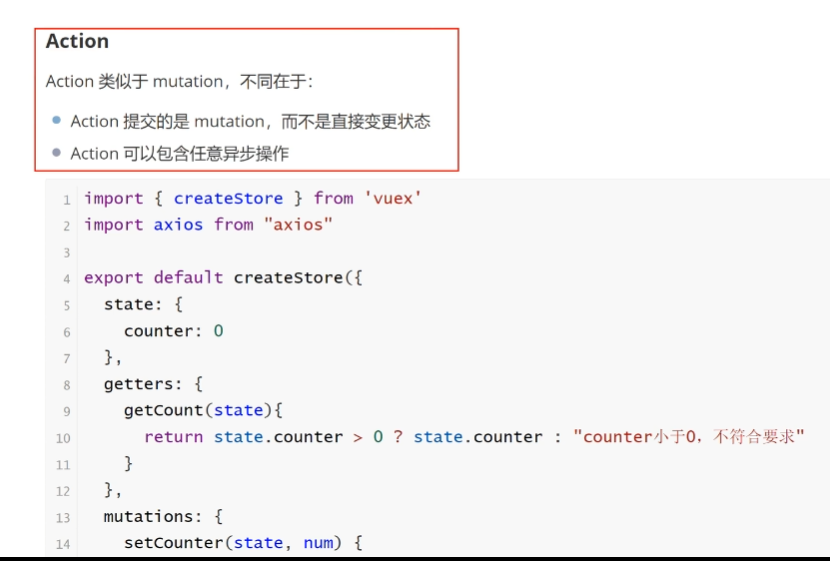 Action
Action 类似于 mutation，不同在于：
Action 提交的是 mutation，而不是直接变更状态
Action 可以包含任意异步操作
1 import { createStore } from 'vuex'
2 import axios from "axios"
3
4 export default createStore({
5 state: {
6 counter: 0
7 },
8 getters: {
9 getCount(state){
10 return state.counter > 0 ? state.counter : "counter小于0，不符合要求"
11 }
12 },
13 mutations: {
14 setCounter(state, num) {